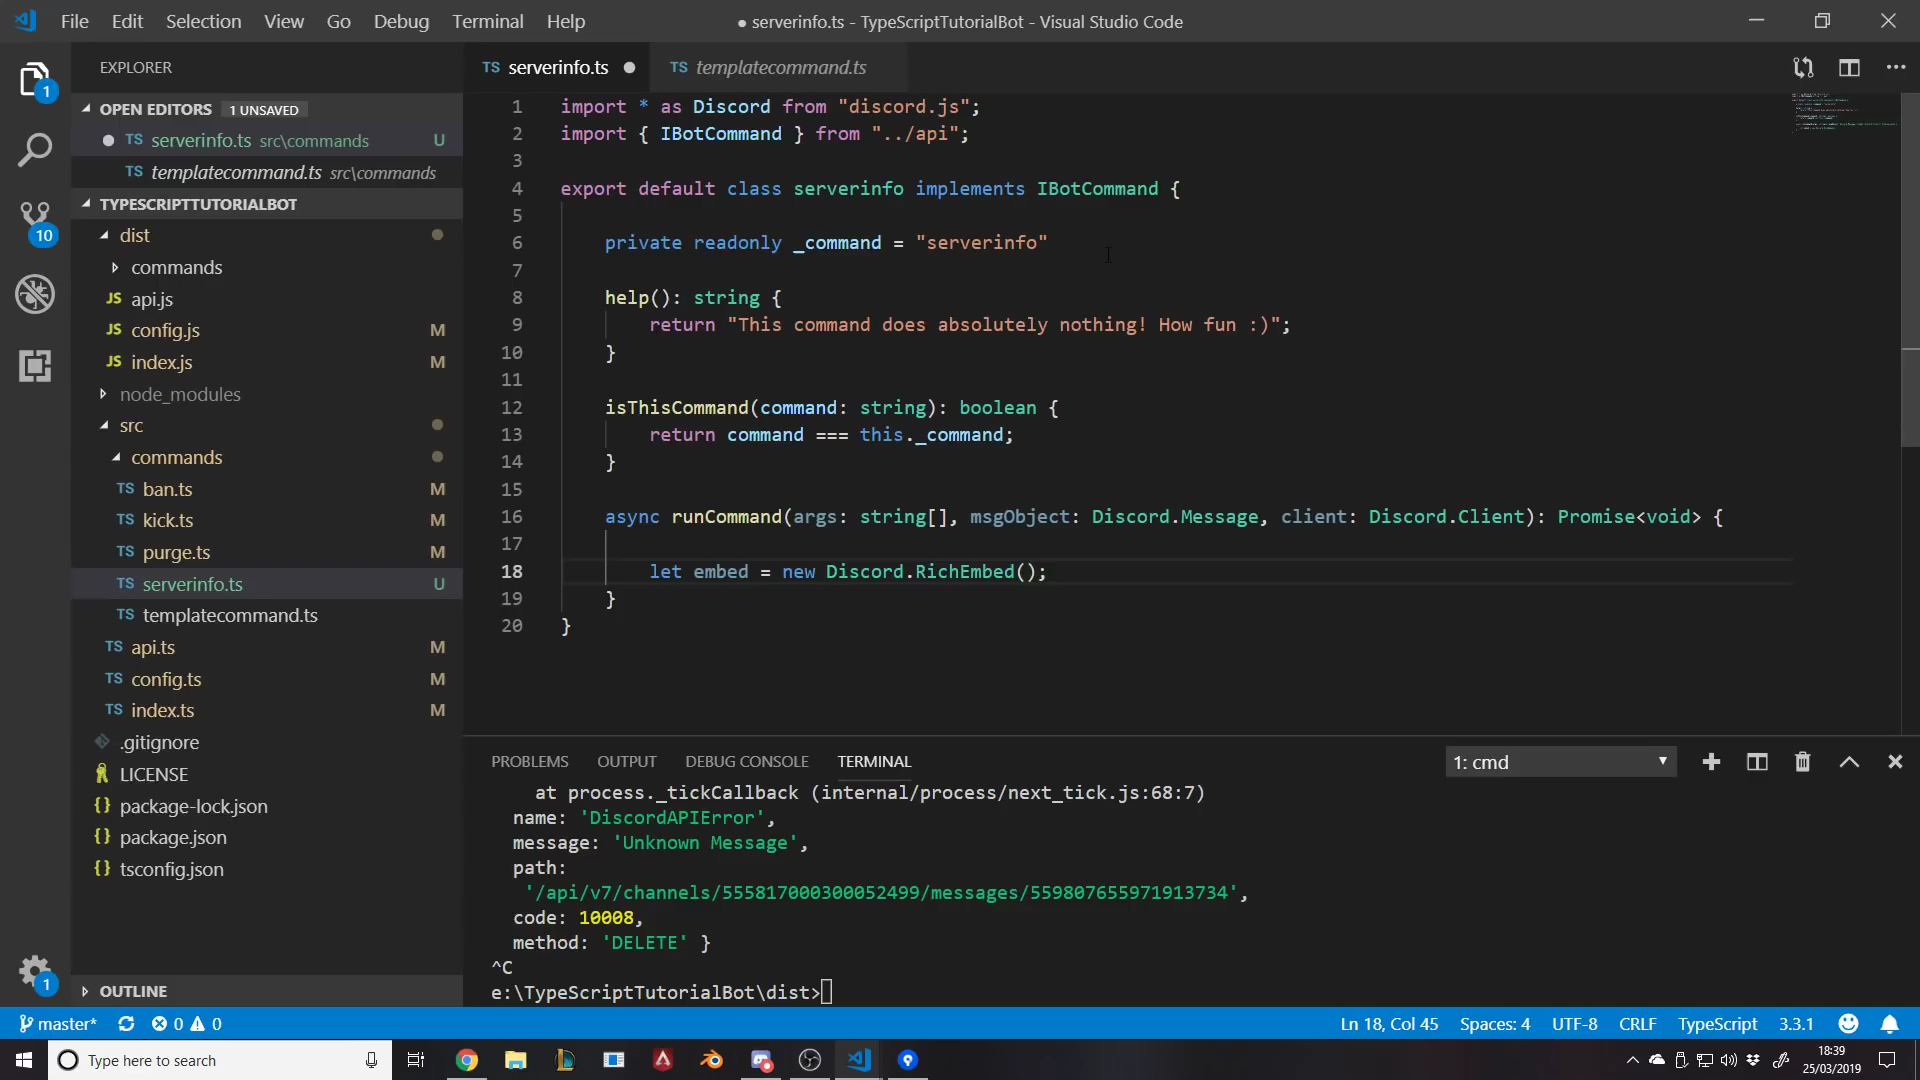 File Edit Selection View Go Debug Terminal Help
● serverinfo.ts - TypeScriptTutorialBot - Visual Studio Code
EXPLORER
1
OPEN EDITORS 1 UNSAVED
TS serverinfo.ts src\commands U
TS templatecommand.ts src\commands
TYPESCRIPTTUTORIALBOT
10
dist
commands
JS api.js
JS config.js M
JS index.js M
node_modules
src
commands
TS ban.ts M
TS kick.ts M
TS purge.ts M
TS serverinfo.ts U
TS templatecommand.ts
TS api.ts M
TS config.ts M
TS index.ts M
.gitignore
LICENSE
{} package-lock.json
{} package.json
{} tsconfig.json
1
OUTLINE
TS serverinfo.ts
TS templatecommand.ts
1 import * as Discord from "discord.js";
2 import { IBotCommand } from "../api";
3
4 export default class serverinfo implements IBotCommand {
5
6 private readonly _command = "serverinfo"
7
8 help(): string {
9 return "This command does absolutely nothing! How fun :)";
10 }
11
12 isThisCommand(command: string): boolean {
13 return command === this._command;
14 }
15
16 async runCommand(args: string[], msgObject: Discord.Message, client: Discord.Client): Promise<void> {
17
18 let embed = new Discord.RichEmbed();
19 }
20 }
PROBLEMS OUTPUT DEBUG CONSOLE TERMINAL
1: cmd
at process._tickCallback (internal/process/next_tick.js:68:7)
name: 'DiscordAPIError',
message: 'Unknown Message',
path:
'/api/v7/channels/555817000300052499/messages/559807655971913734',
code: 10008,
method: 'DELETE' }
^C
e:\TypeScriptTutorialBot\dist>
master* 0 0
Ln 18, Col 45 Spaces: 4 UTF-8 CRLF TypeScript 3.3.1
Type here to search
18:39
25/03/2019